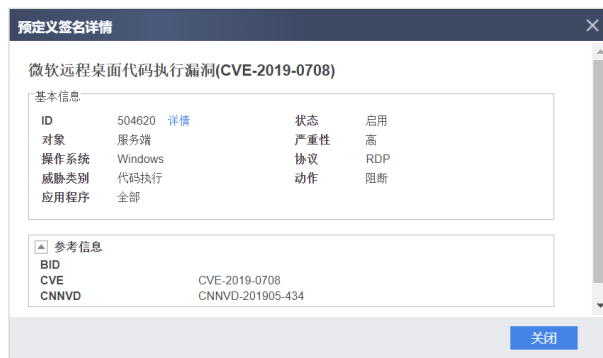 预定义签名详情
微软远程桌面代码执行漏洞(CVE-2019-0708)
基本信息
ID 504620 详情 状态 启用
对象 服务端 严重性 高
操作系统 Windows 协议 RDP
威胁类别 代码执行 动作 阻断
应用程序 全部
参考信息
BID
CVE CVE-2019-0708
CNNVD CNNVD-201905-434
关闭